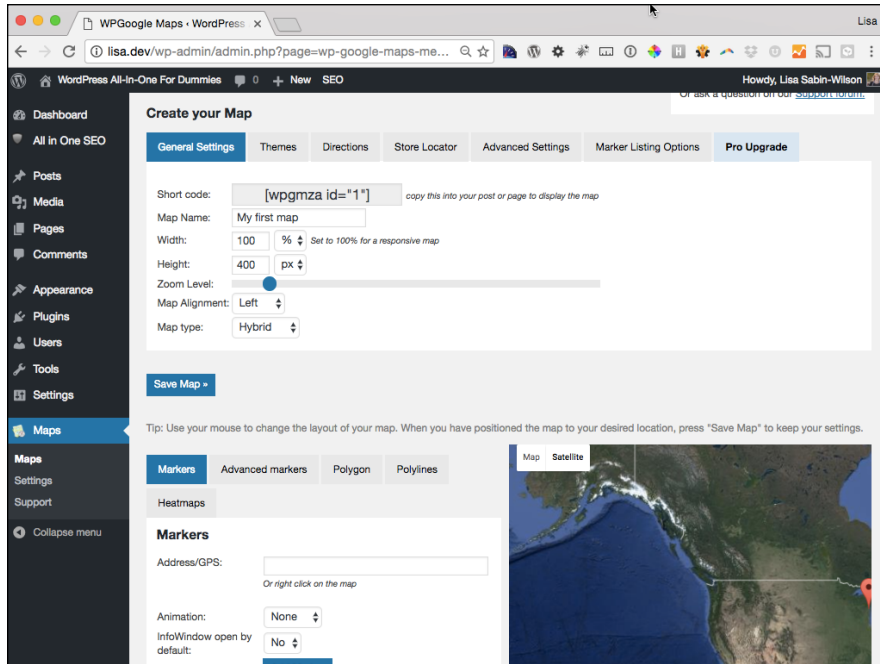 WPGoogle Maps ‹ WordPress
Lisa
lisa.dev/wp-admin/admin.php?page=wp-google-maps-me...
WordPress All-In-One For Dummies 0 + New SEO
Howdy, Lisa Sabin-Wilson
Or ask a question on our Support forum.
Dashboard
All in One SEO
Posts
Media
Pages
Comments
Appearance
Plugins
Users
Tools
Settings
Maps
Maps
Settings
Support
Collapse menu
Create your Map
General Settings Themes Directions Store Locator Advanced Settings Marker Listing Options Pro Upgrade
Short code: [wpgmza id="1"] copy this into your post or page to display the map
Map Name: My first map
Width: 100 % Set to 100% for a responsive map
Height: 400 px
Zoom Level:
Map Alignment: Left
Map type: Hybrid
Save Map »
Tip: Use your mouse to change the layout of your map. When you have positioned the map to your desired location, press "Save Map" to keep your settings.
Markers Advanced markers Polygon Polylines
Heatmaps
Markers
Address/GPS:
Or right click on the map
Animation: None
InfoWindow open by
default: No
Map Satellite